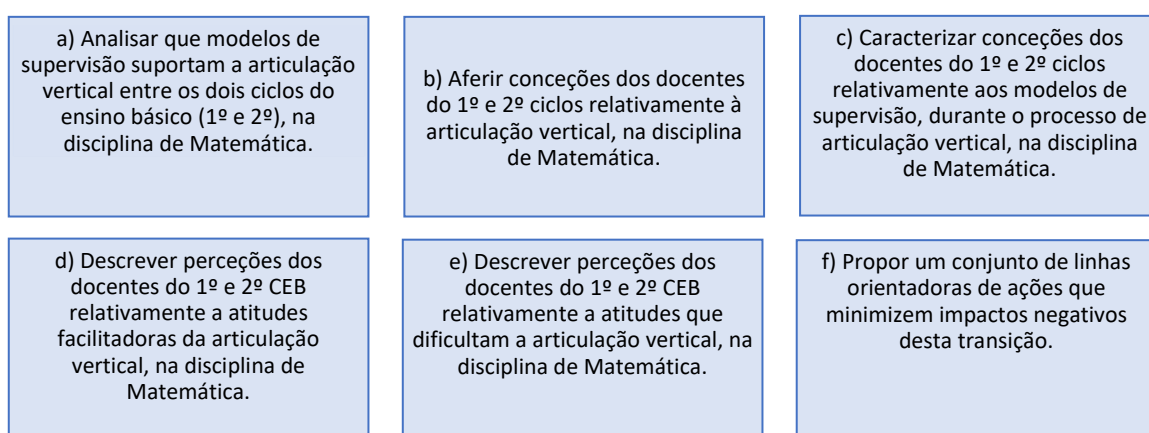 a) Analisar que modelos de
supervisão suportam a articulação
vertical entre os dois ciclos do
ensino básico (1º e 2º), na
disciplina de Matemática.
b) Aferir conceções dos docentes
do 1º e 2º ciclos relativamente à
articulação vertical, na disciplina
de Matemática.
c) Caracterizar conceções dos
docentes do 1º e 2º ciclos
relativamente aos modelos de
supervisão, durante o processo de
articulação vertical, na disciplina
de Matemática.
d) Descrever perceções dos
docentes do 1º e 2º CEB
relativamente a atitudes
facilitadoras da articulação
vertical, na disciplina de
Matemática.
e) Descrever perceções dos
docentes do 1º e 2º CEB
relativamente a atitudes que
dificultam a articulação vertical, na
disciplina de Matemática.
f) Propor um conjunto de linhas
orientadoras de ações que
minimizem impactos negativos
desta transição.